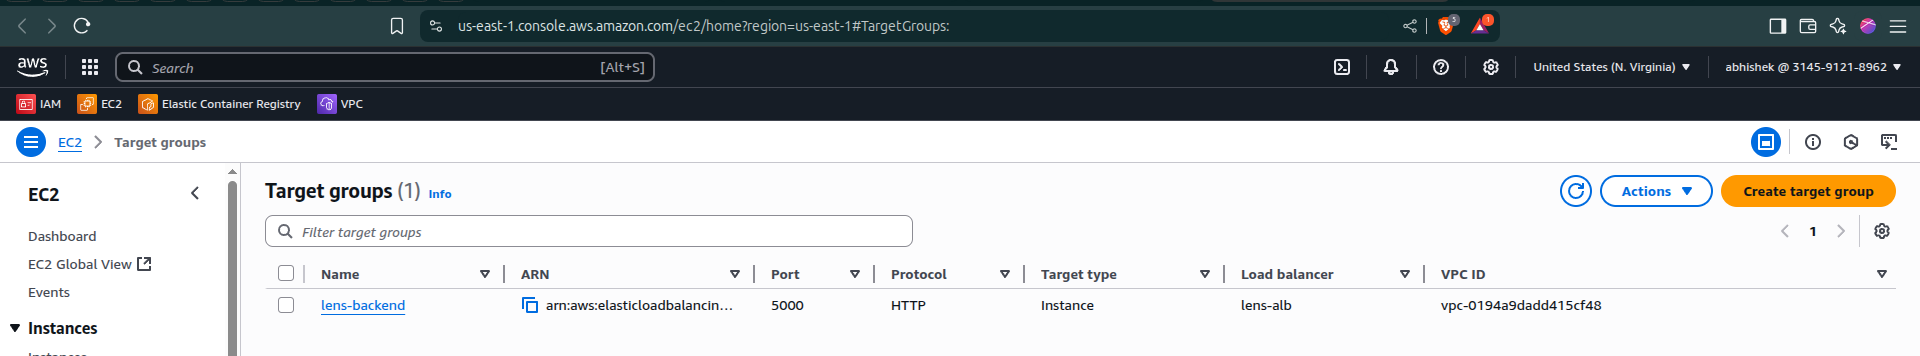 us-east-1.console.aws.amazon.com/ec2/home?region=us-east-1#TargetGroups:
5
1
aws
Search
[Alt+S]
United States (N. Virginia)
abhishek @ 3145-9121-8962
IAM
EC2
Elastic Container Registry
VPC
EC2
Target groups
EC2
Dashboard
EC2 Global View
Events
Instances
Target groups (1) Info
Actions
Create target group
Filter target groups
1
Name ARN Port Protocol Target type Load balancer VPC ID
lens-backend arn:aws:elasticloadbalancin... 5000 HTTP Instance lens-alb vpc-0194a9dadd415cf48